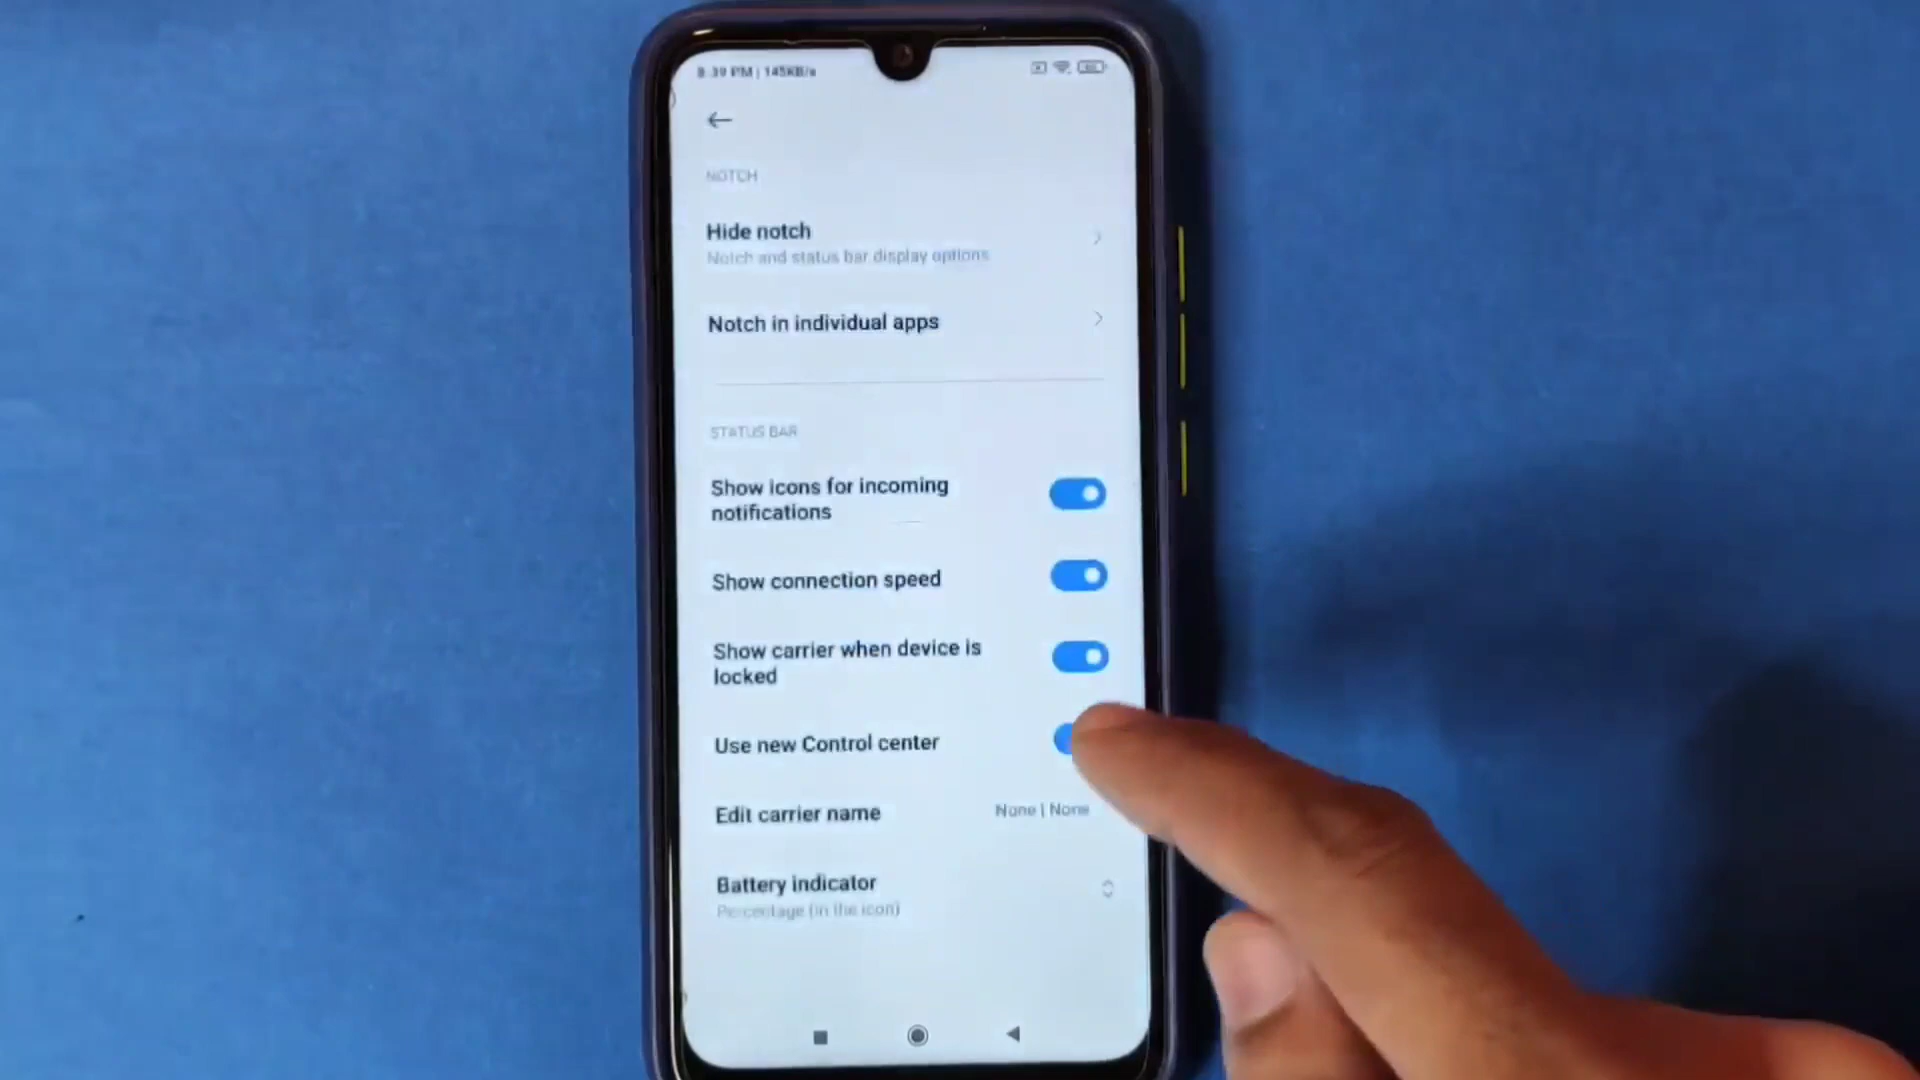 8:39 PM | 145KB/s
NOTCH
Hide notch
Notch and status bar display options
Notch in individual apps
STATUS BAR
Show icons for incoming
notifications
Show connection speed
Show carrier when device is
locked
Use new Control center
Edit carrier name
None | None
Battery indicator
Percentage (in the icon)